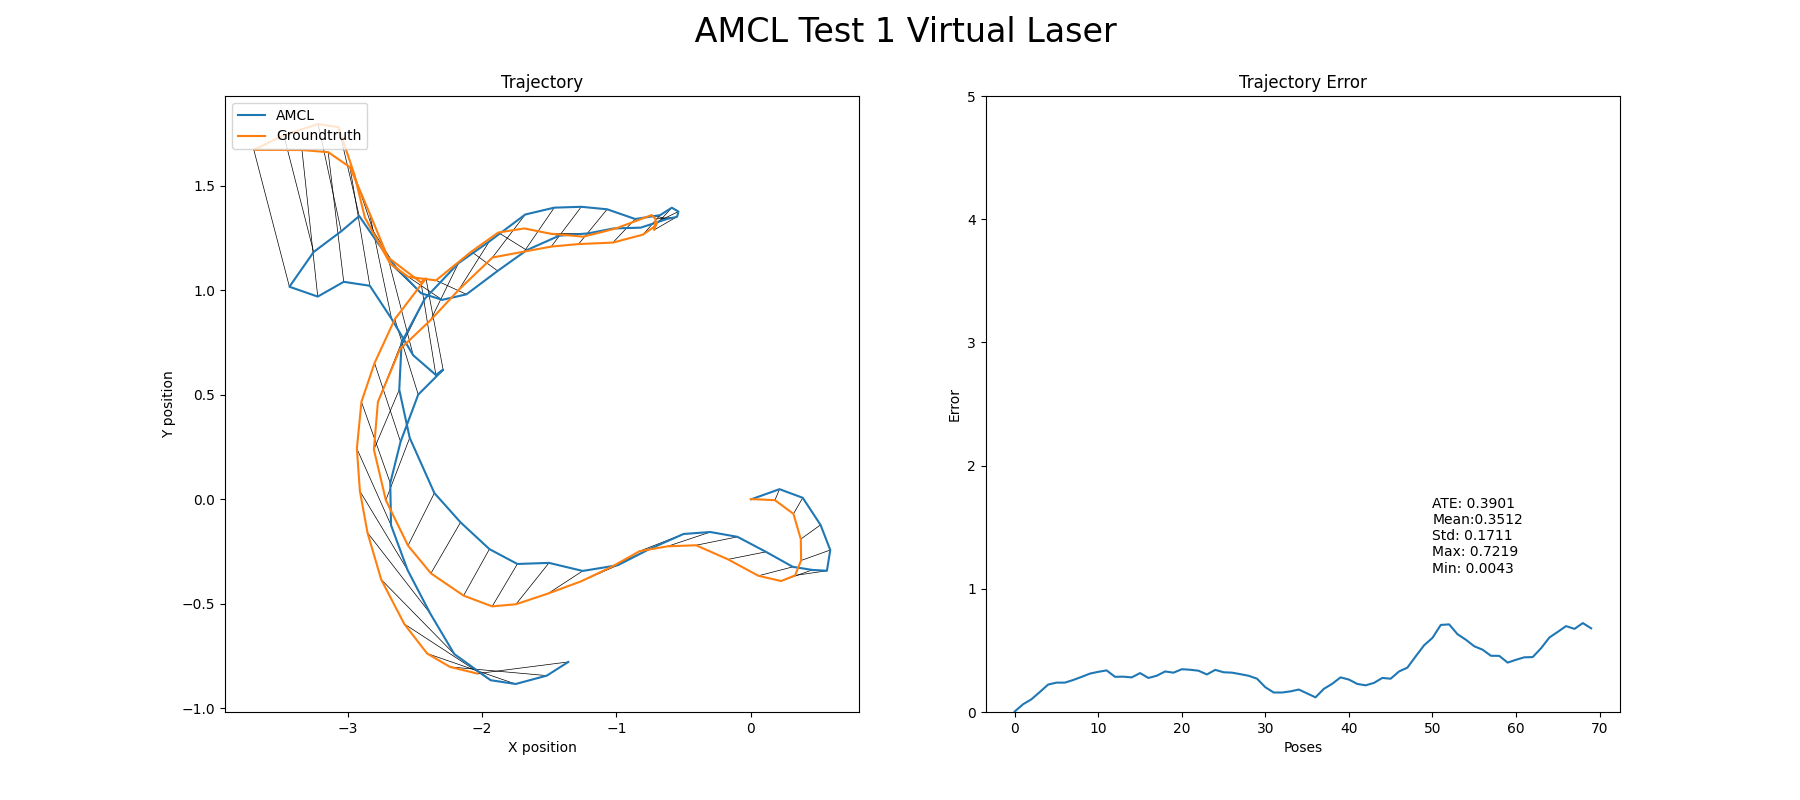 AMCL Test 1 Virtual Laser
Trajectory
AMCL
Groundtruth
1.5
1.0
0.5
0.0
−0.5
−1.0
Y position
−3
−2
−1
0
X position
Trajectory Error
5
4
3
2
1
0
Error
ATE: 0.3901
Mean:0.3512
Std: 0.1711
Max: 0.7219
Min: 0.0043
0
10
20
30
40
50
60
70
Poses